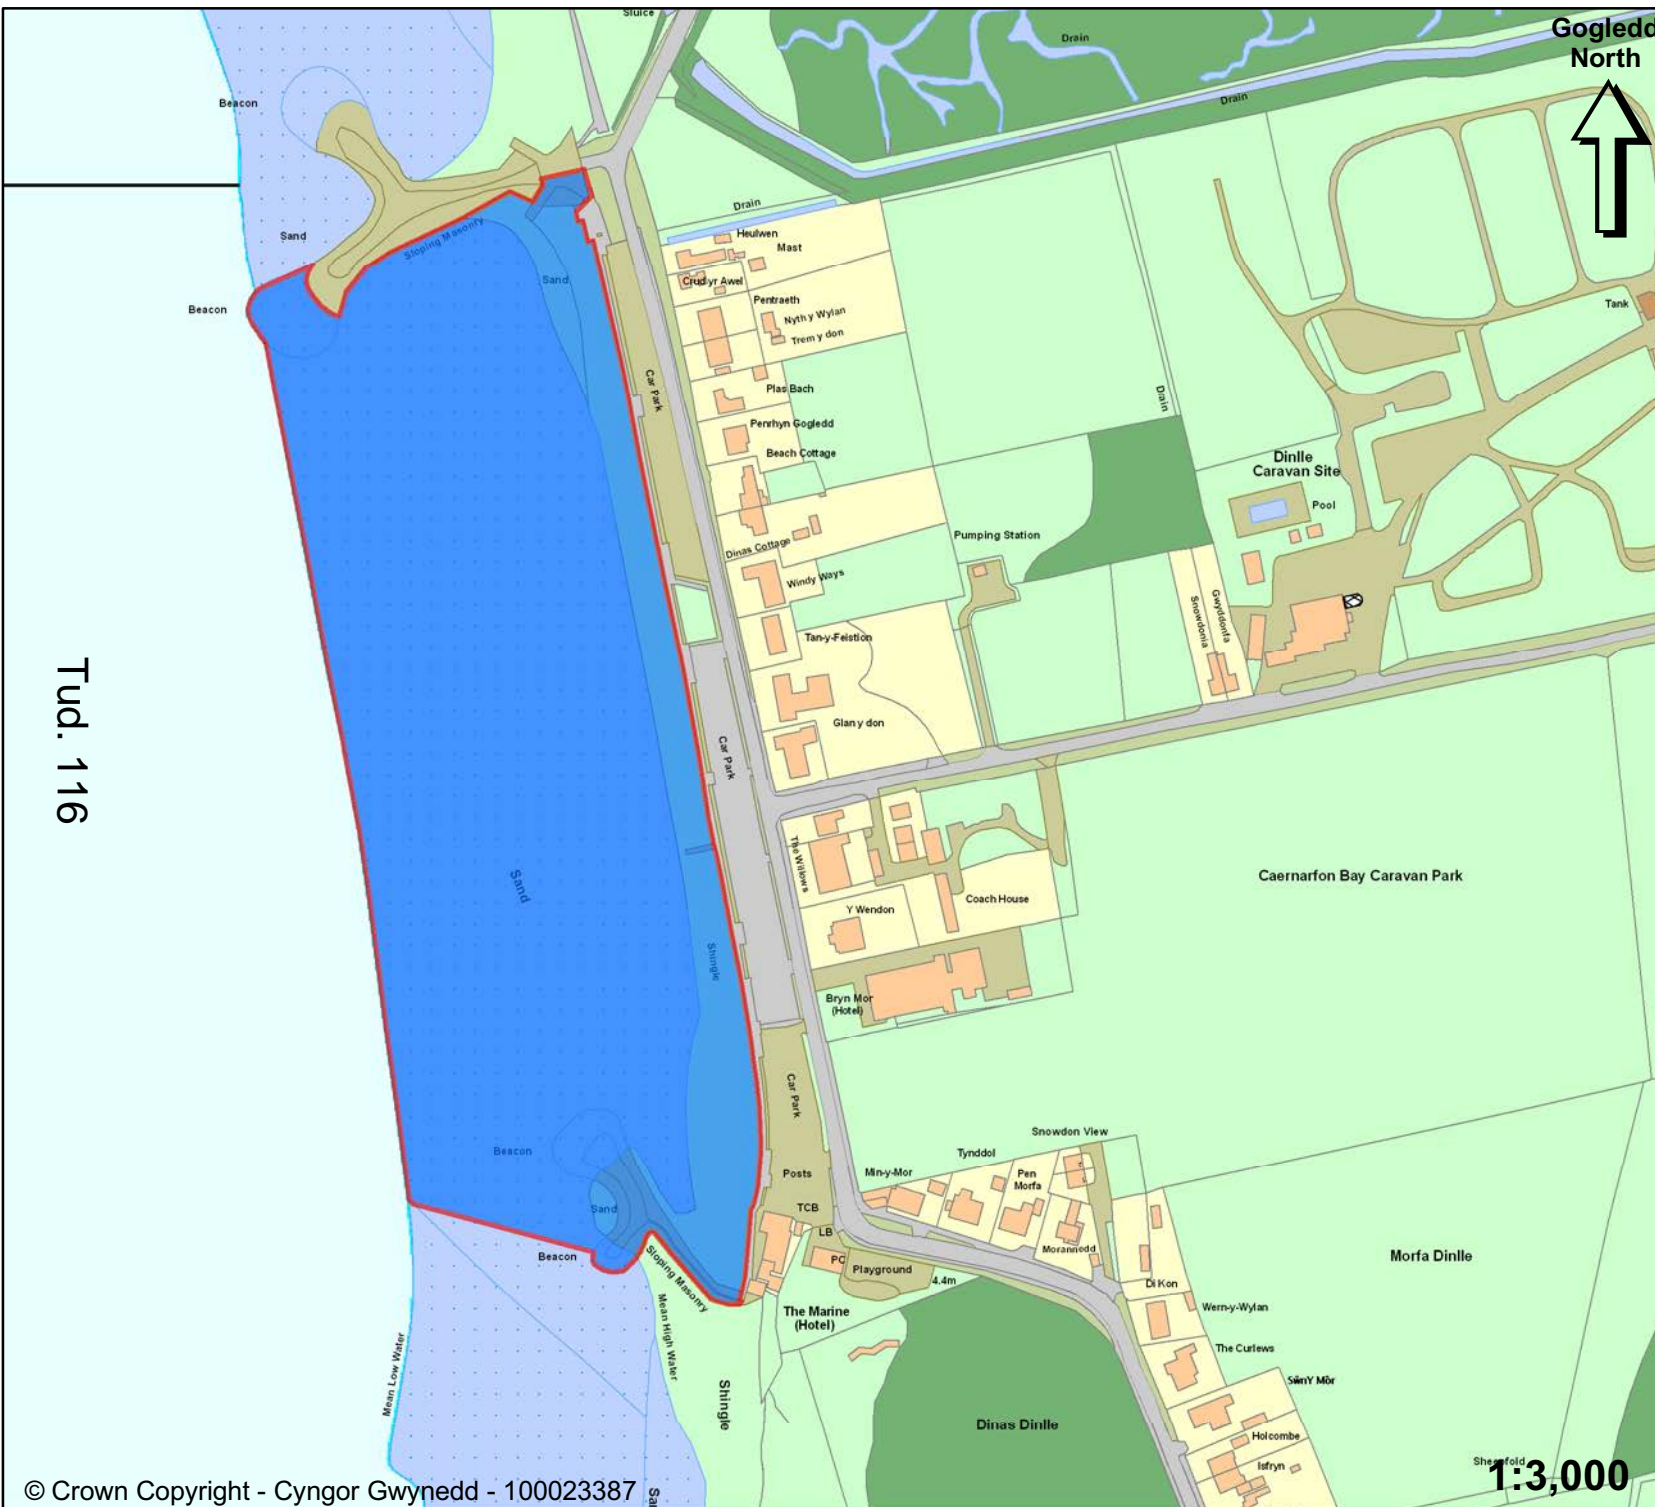 Sluice
Gogledd
North
Drain
Drain
Beacon
Sand
Beacon
Sloping Masonry
Sand
Drain
Heulwen
Mast
Crud yr Awel
Pentraeth
Nyth y Wylan
Trem y don
Tank
Car Park
Plas Bach
Penrhyn Gogledd
Beach Cottage
Drain
Dinlle
Caravan Site
Pool
Dinas Cottage
Pumping Station
Windy Ways
Snowdonia
Gwyddonfa
Tan-y-Feistion
Glan y don
Car Park
Tud. 116
The Willows
Sand
Shingle
Y Wendon
Coach House
Caernarfon Bay Caravan Park
Bryn Mor
(Hotel)
Car Park
Beacon
Sand
Beacon
Sloping Masonry
Posts
TCB
LB
PC
Playground
4.4m
Min-y-Mor
Tynddol
Snowdon View
Pen
Morfa
Morannedd
Di Kon
Morfa Dinlle
Wern-y-Wylan
The Curlews
SŵnY Môr
The Marine
(Hotel)
Mean High Water
Mean Low Water
Shingle
Dinas Dinlle
Holcombe
Isfryn
Sheepfold
1:3,000
© Crown Copyright - Cyngor Gwynedd - 100023387